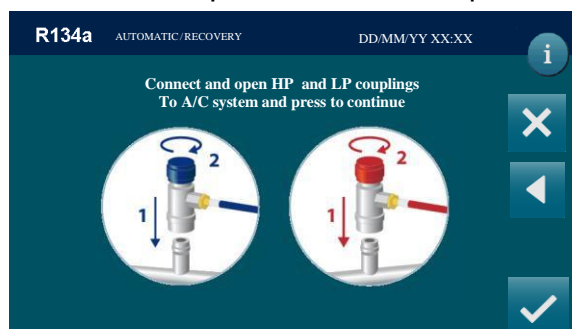 R134a AUTOMATIC/RECOVERY DD/MM/YY XX:XX
i
Connect and open HP and LP couplings
To A/C system and press to continue
2
1
2
1